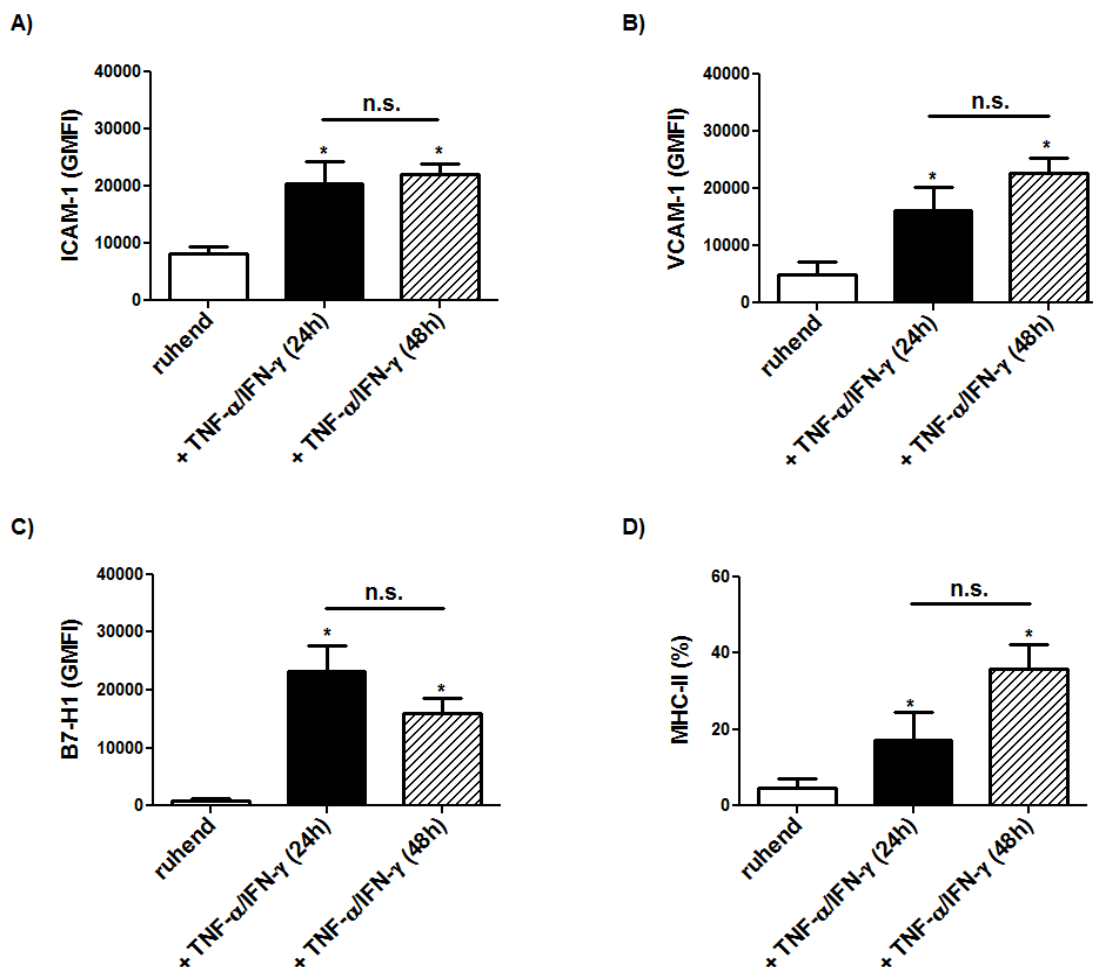 A)
ICAM-1 (GMFI)
40000
30000
20000
10000
0
n.s.
*
*
ruhend
+ TNF-α/IFN-γ (24h)
+ TNF-α/IFN-γ (48h)
B)
VCAM-1 (GMFI)
40000
30000
20000
10000
0
n.s.
*
*
ruhend
+ TNF-α/IFN-γ (24h)
+ TNF-α/IFN-γ (48h)
C)
B7-H1 (GMFI)
40000
30000
20000
10000
0
n.s.
*
*
ruhend
+ TNF-α/IFN-γ (24h)
+ TNF-α/IFN-γ (48h)
D)
MHC-II (%)
60
40
20
0
n.s.
*
*
ruhend
+ TNF-α/IFN-γ (24h)
+ TNF-α/IFN-γ (48h)